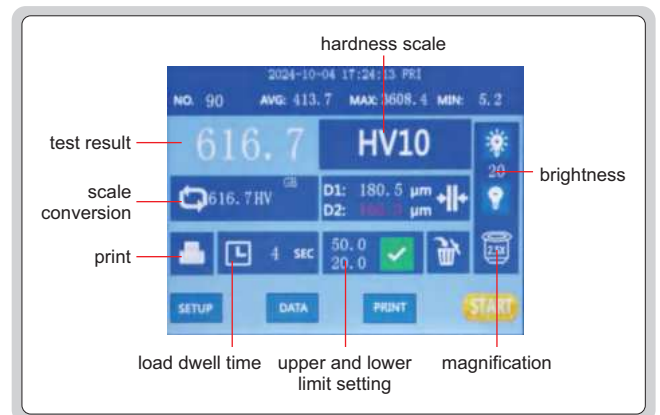 hardness scale
2024-10-04 17:24:13 FRI
NO. 90 AVG: 413.7 MAX: 3608.4 MIN: 5.2
test result
616.7
HV10
20
brightness
scale
conversion
616.7HV
GB
D1: 180.5 μm
D2: μm
print
4 SEC
50.0
20.0
2.5X
SETUP
DATA
PRINT
START
load dwell time
upper and lower
limit setting
magnification